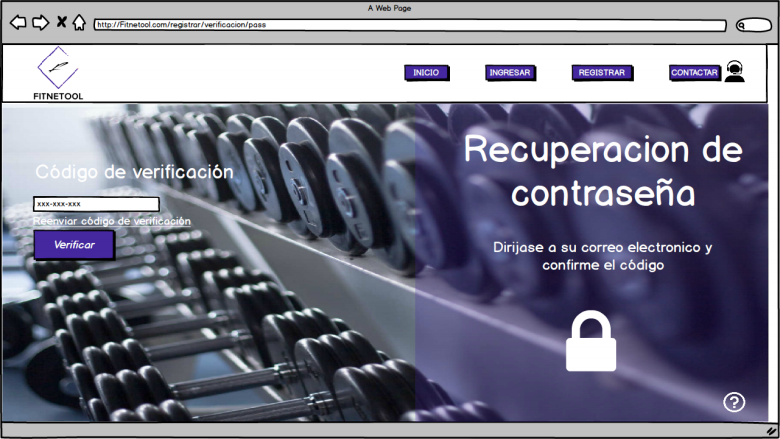 A Web Page
http://Fitnetool.com/registrar/verificacion/pass
FITNETOOL
INICIO
INGRESAR
REGISTRAR
CONTACTAR
Código de verificación
xxx-xxx-xxx
Reenviar código de verificación
Verificar
Recuperacion de
contraseña
Dirijase a su correo electronico y
confirme el código
?